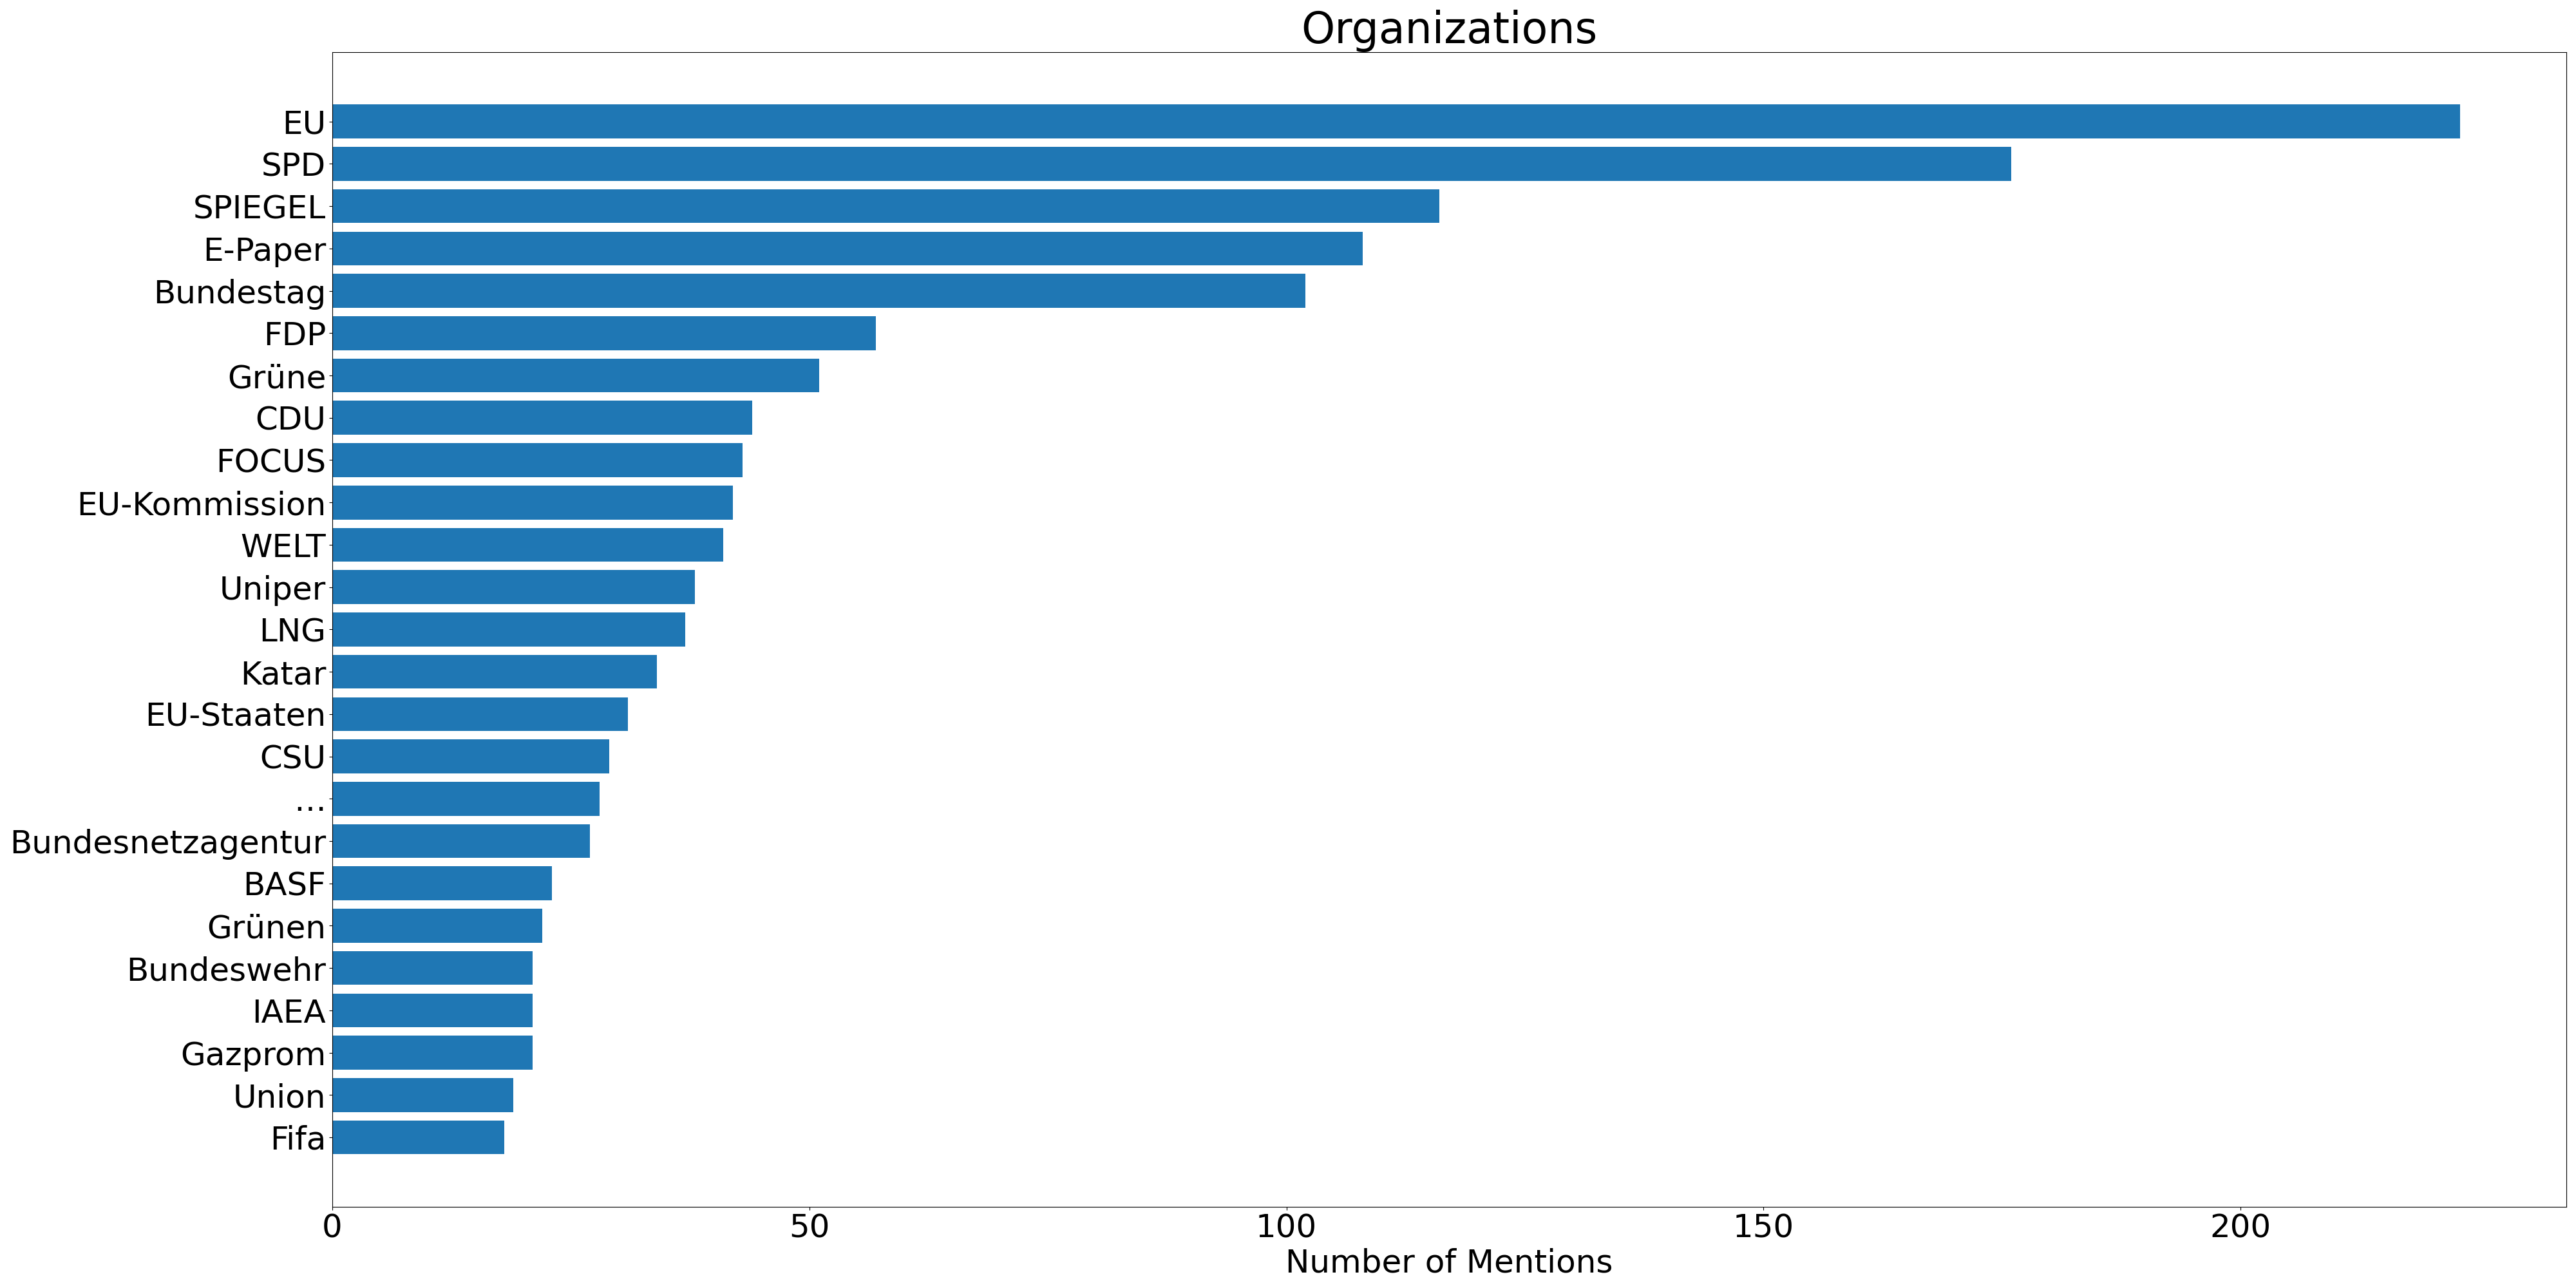 Organizations
EU
SPD
SPIEGEL
E-Paper
Bundestag
FDP
Grüne
CDU
FOCUS
EU-Kommission
WELT
Uniper
LNG
Katar
EU-Staaten
CSU
...
Bundesnetzagentur
BASF
Grünen
Bundeswehr
IAEA
Gazprom
Union
Fifa
0 50 100 150 200
Number of Mentions